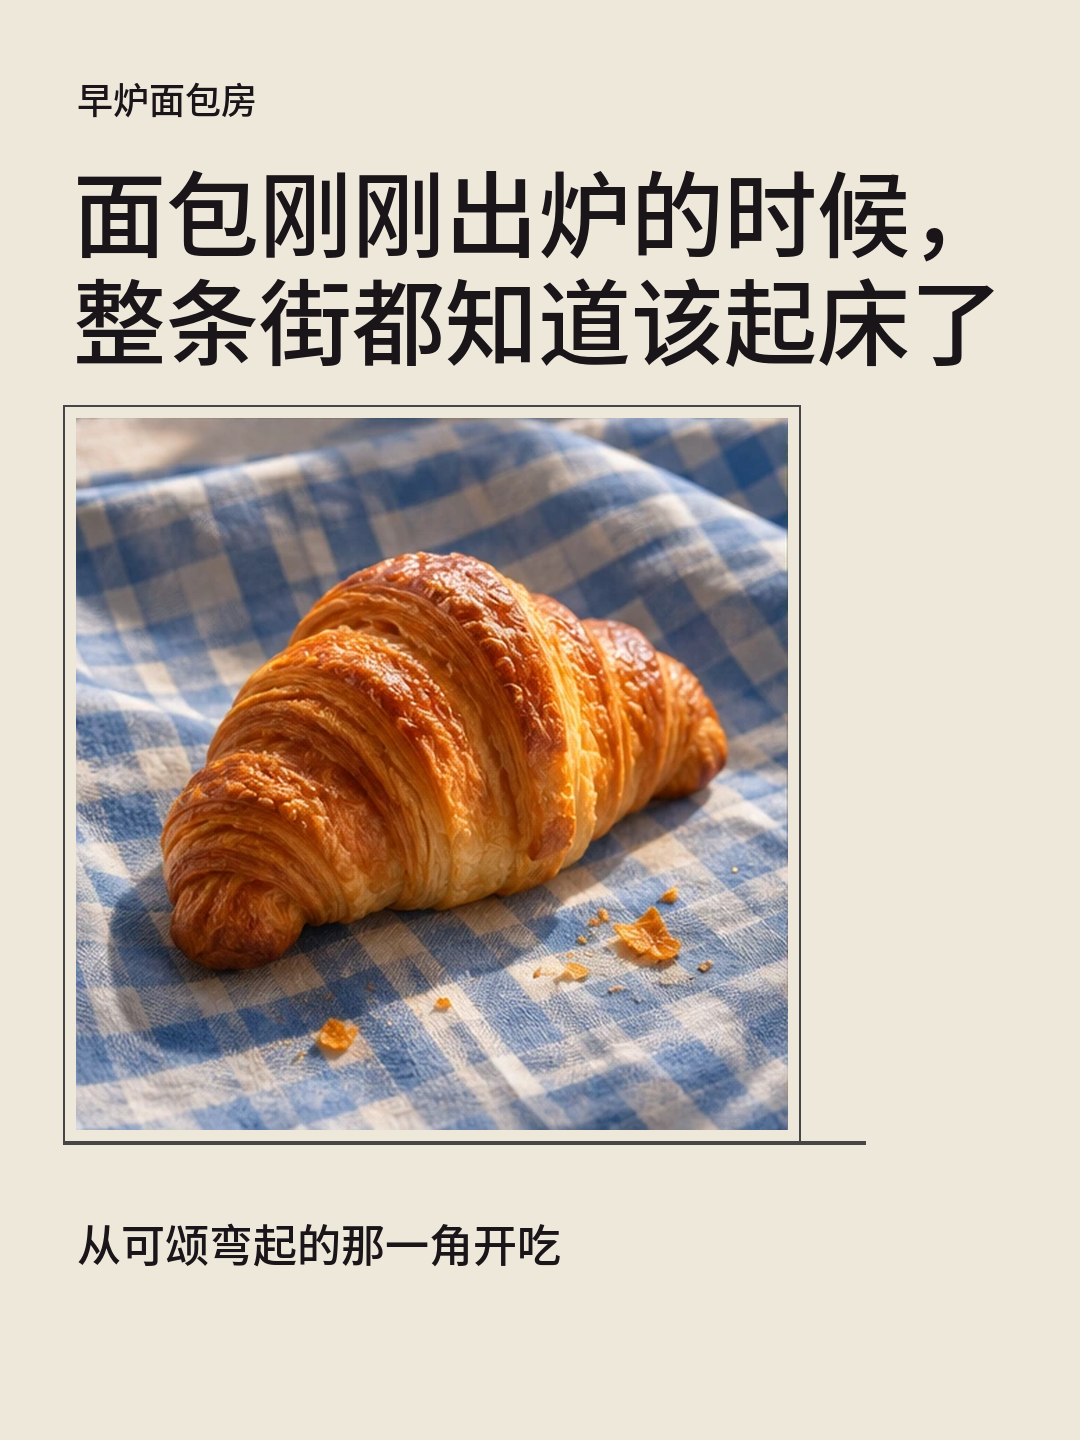 早炉面包房
面包刚刚出炉的时候，
整条街都知道该起床了
从可颂弯起的那一角开吃